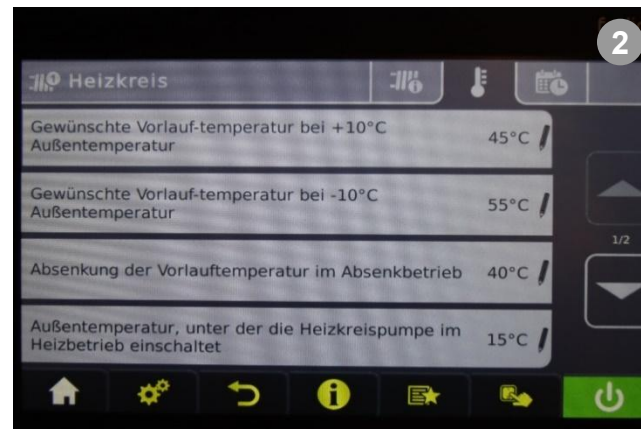 2
Heizkreis
Gewünschte Vorlauf-temperatur bei +10°C
Außentemperatur
45°C
Gewünschte Vorlauf-temperatur bei -10°C
Außentemperatur
55°C
1/2
Absenkung der Vorlauftemperatur im Absenkbetrieb
40°C
Außentemperatur, unter der die Heizkreispumpe im
Heizbetrieb einschaltet
15°C